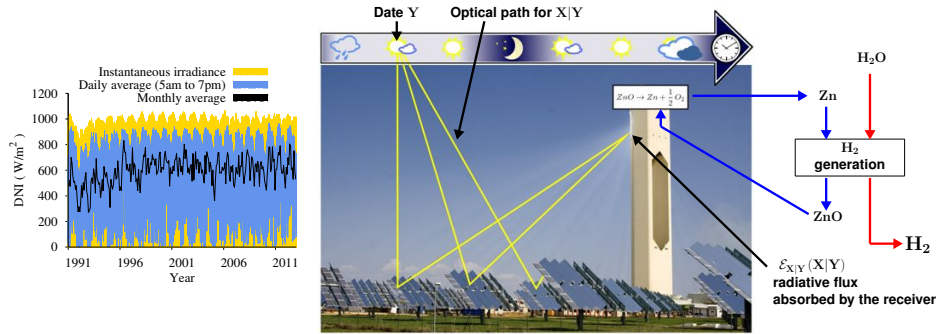 Date Y
Optical path for X|Y
Instantaneous irradiance
Daily average (5am to 7pm)
Monthly average
DNI (W/m²)
1200
1000
800
600
400
200
0
1991
1996
2001
2006
2011
Year
ZnO → Zn + 1/2 O₂
H₂O
Zn
H₂
generation
ZnO
H₂
ℰ_X|Y(X|Y)
radiative flux
absorbed by the receiver